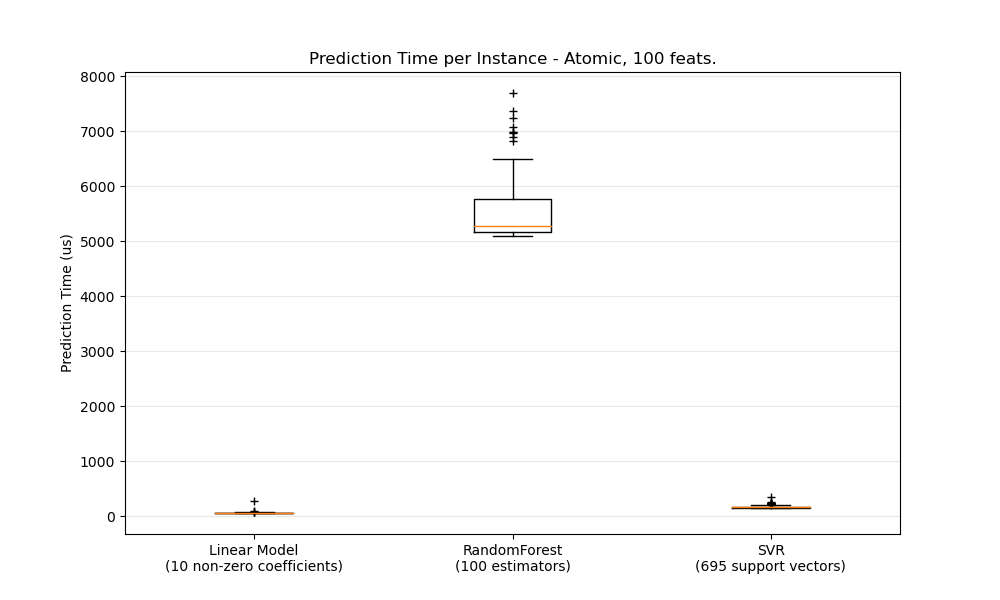 Prediction Time per Instance - Atomic, 100 feats.
8000
7000
6000
5000
4000
3000
2000
1000
0
Prediction Time (us)
Linear Model
(10 non-zero coefficients)
RandomForest
(100 estimators)
SVR
(695 support vectors)